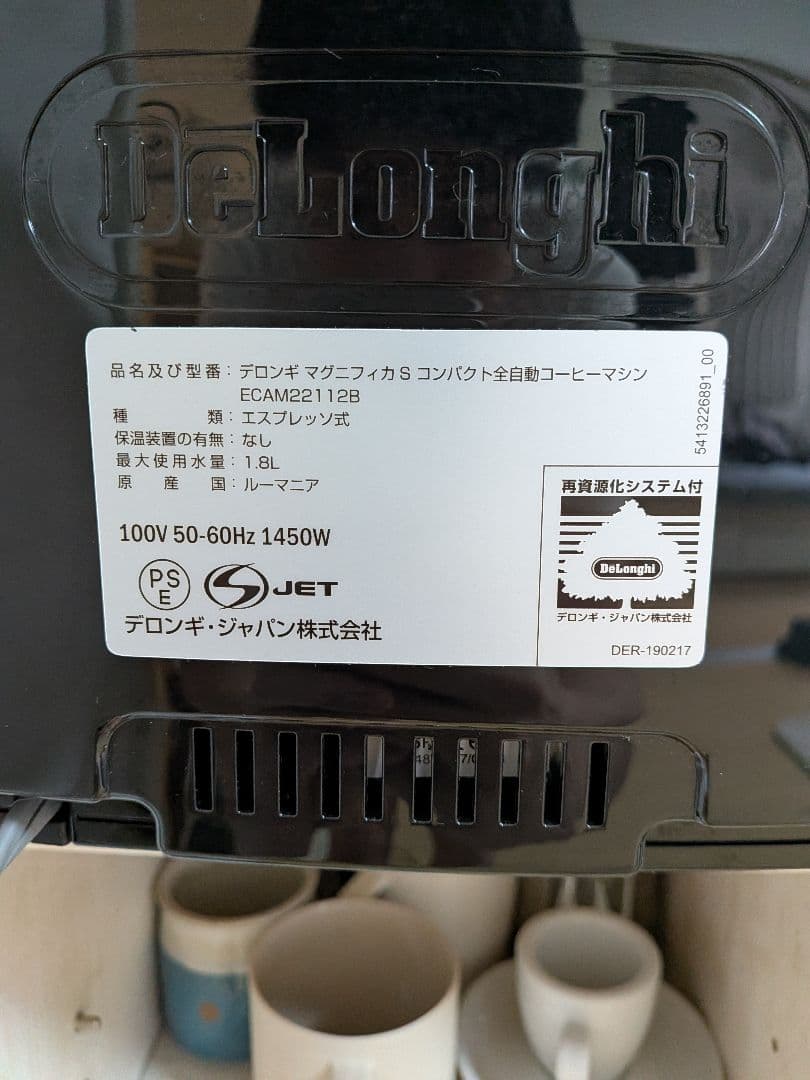 DeLonghi
品名及び型番：デロンギ マグニフィカ S コンパクト全自動コーヒーマシン
ECAM22112B
種類：エスプレッソ式
保温装置の有無：なし
最大使用水量：1.8L
原産国：ルーマニア
100V 50-60Hz 1450W
PSE
JET
デロンギ・ジャパン株式会社
5413226891_00
再資源化システム付
DeLonghi
デロンギ・ジャパン株式会社
DER-190217